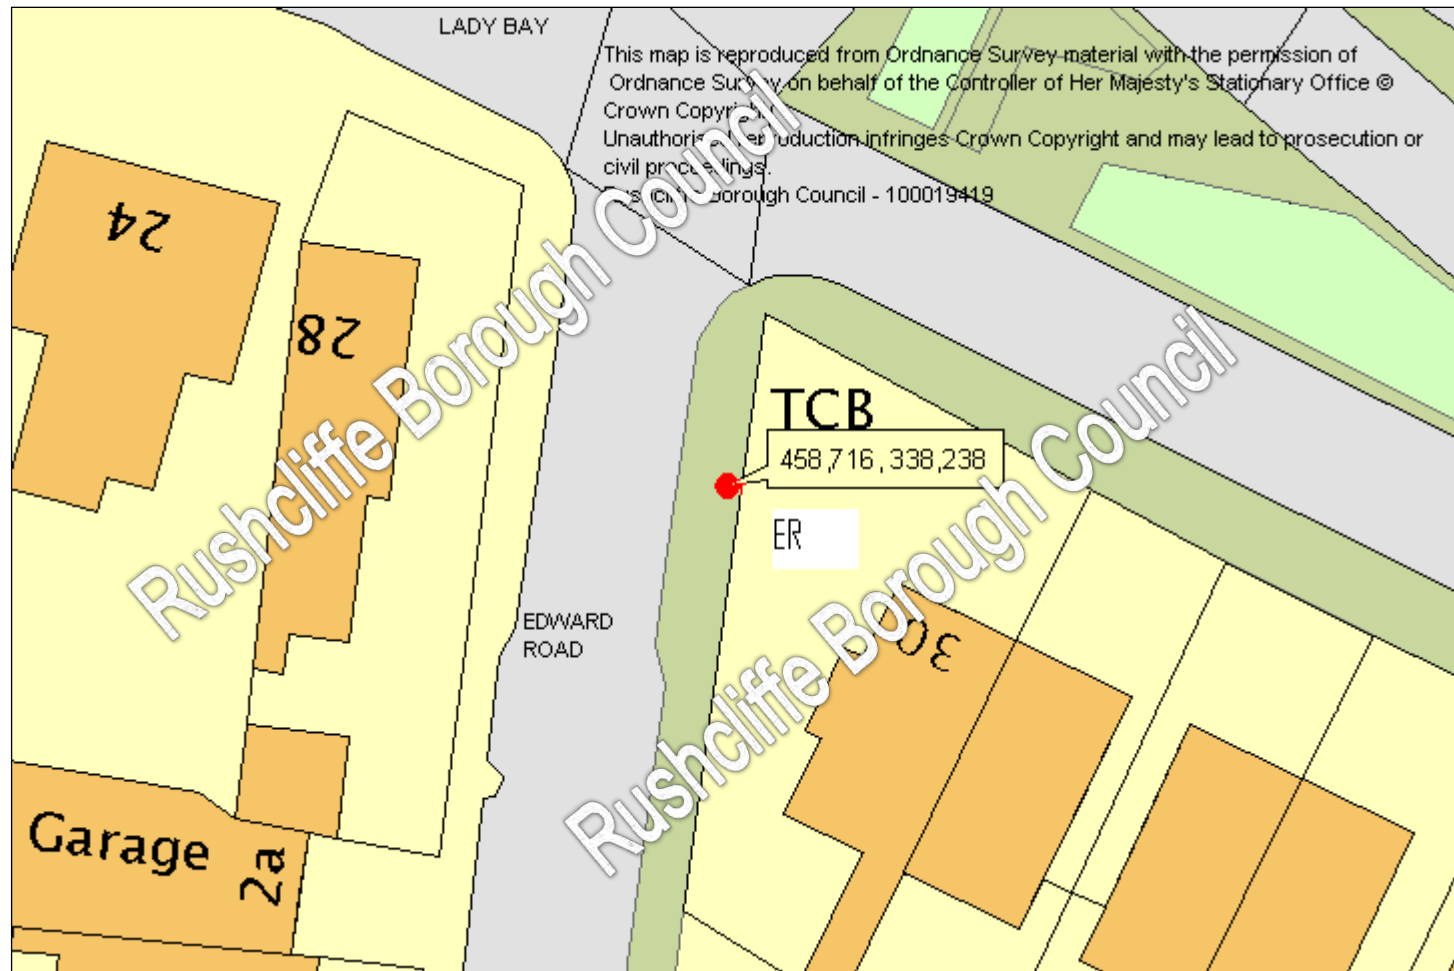 LADY BAY
This map is reproduced from Ordnance Survey material with the permission of
Ordnance Survey on behalf of the Controller of Her Majesty's Stationary Office ©
Crown Copyright.
Unauthorised reproduction infringes Crown Copyright and may lead to prosecution or
civil proceedings.
Rushcliffe Borough Council - 100019419
24
28
Rushcliffe Borough Council
TCB
458,716, 338,238
ER
EDWARD
ROAD
30
Rushcliffe Borough Council
Garage
2a